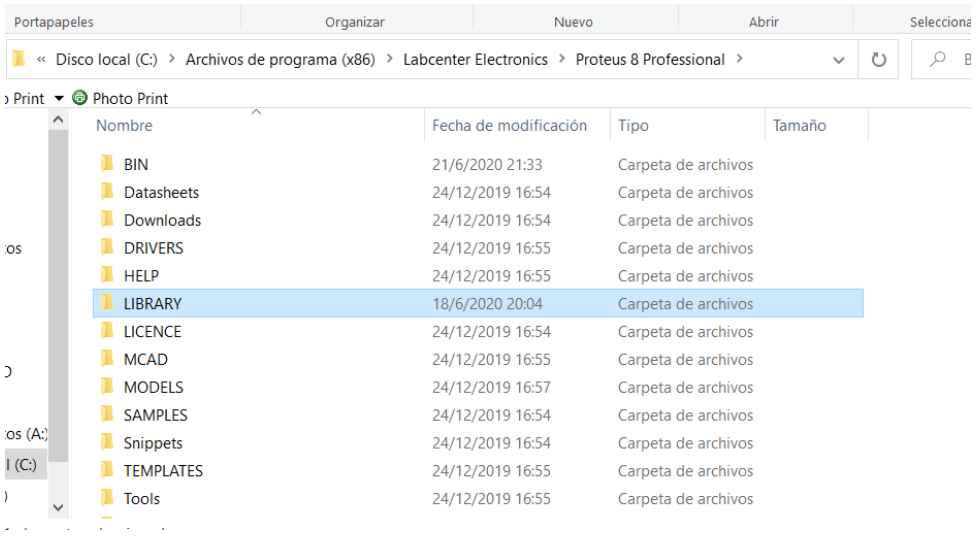 Portapapeles Organizar Nuevo Abrir Selecciona
« Disco local (C:) > Archivos de programa (x86) > Labcenter Electronics > Proteus 8 Professional >
Print Photo Print
Nombre Fecha de modificación Tipo Tamaño
BIN 21/6/2020 21:33 Carpeta de archivos
Datasheets 24/12/2019 16:54 Carpeta de archivos
Downloads 24/12/2019 16:54 Carpeta de archivos
DRIVERS 24/12/2019 16:55 Carpeta de archivos
HELP 24/12/2019 16:55 Carpeta de archivos
LIBRARY 18/6/2020 20:04 Carpeta de archivos
LICENCE 24/12/2019 16:54 Carpeta de archivos
MCAD 24/12/2019 16:55 Carpeta de archivos
MODELS 24/12/2019 16:57 Carpeta de archivos
SAMPLES 24/12/2019 16:54 Carpeta de archivos
(A:)
Snippets 24/12/2019 16:54 Carpeta de archivos
(C:)
TEMPLATES 24/12/2019 16:55 Carpeta de archivos
Tools 24/12/2019 16:55 Carpeta de archivos